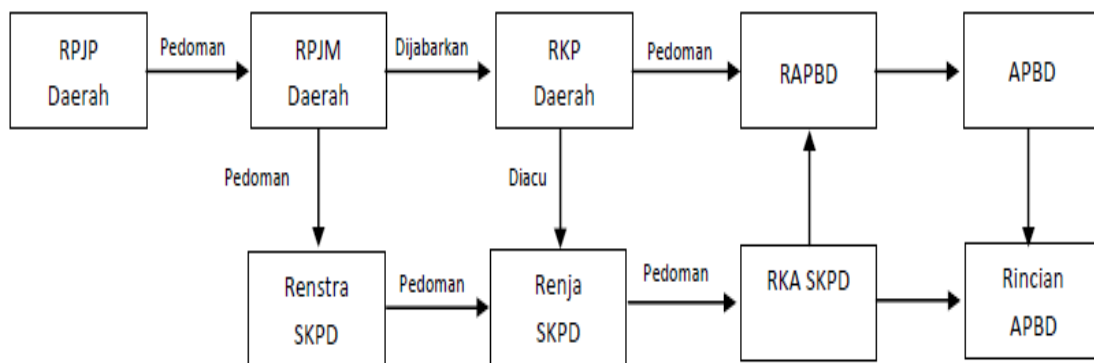 RPJP
Daerah
Pedoman
RPJM
Daerah
Dijabarkan
RKP
Daerah
Pedoman
RAPBD
APBD
Pedoman
Diacu
Renstra
SKPD
Pedoman
Renja
SKPD
Pedoman
RKA SKPD
Rincian
APBD